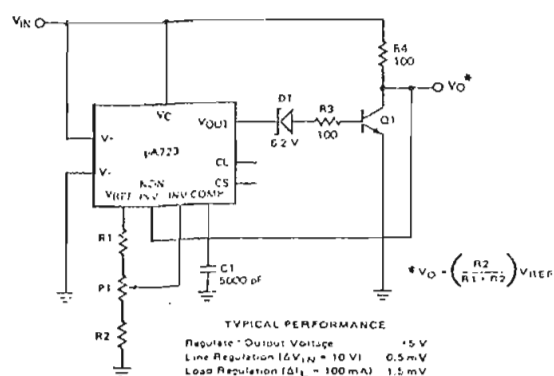 VIN
R4
100
VO*
VC
D1
R3
VOUT
6.2 V
100
Q1
V+
µA723
V-
CL
CS
NON
VREF INV INV COMP
R1
C1
5000 pF
P1
R2
*VO = (R2 / R1 + R2) VREF
TYPICAL PERFORMANCE
Regulate Output Voltage +5 V
Line Regulation (ΔVIN = 10 V) 0.5 mV
Load Regulation (ΔIL = 100 mA) 1.5 mV